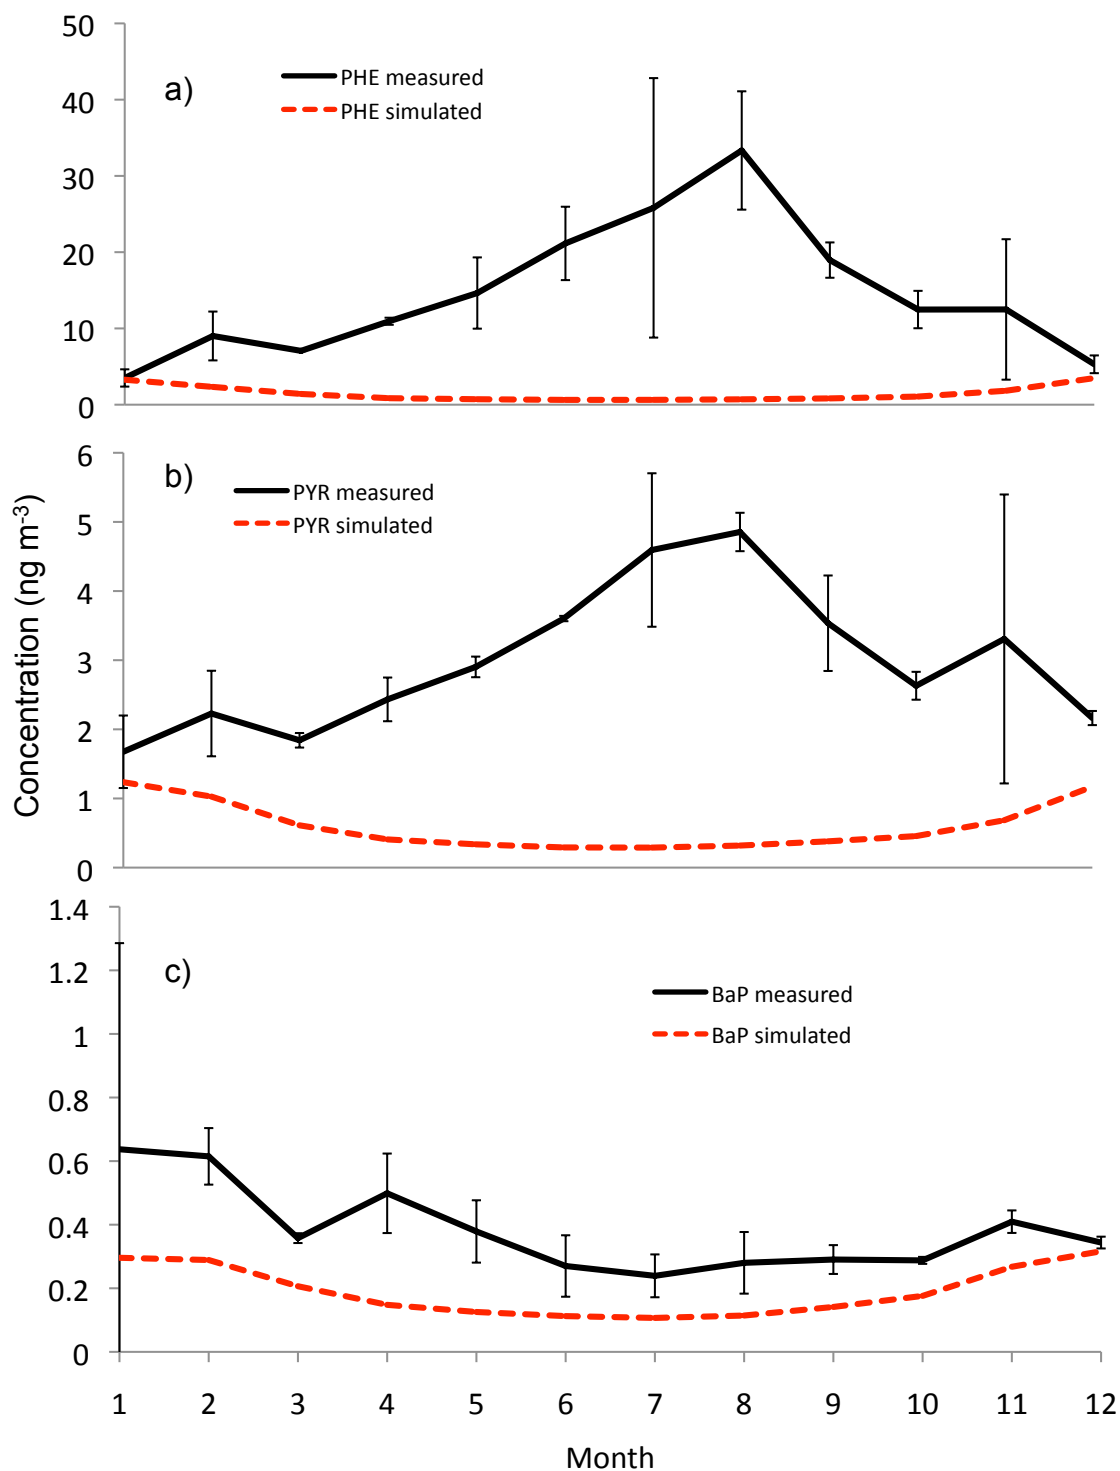 50
40
30
20
10
0
a)
PHE measured
PHE simulated
6
5
4
3
2
1
0
b)
PYR measured
PYR simulated
Concentration (ng m-3)
1.4
1.2
1
0.8
0.6
0.4
0.2
0
c)
BaP measured
BaP simulated
1 2 3 4 5 6 7 8 9 10 11 12
Month